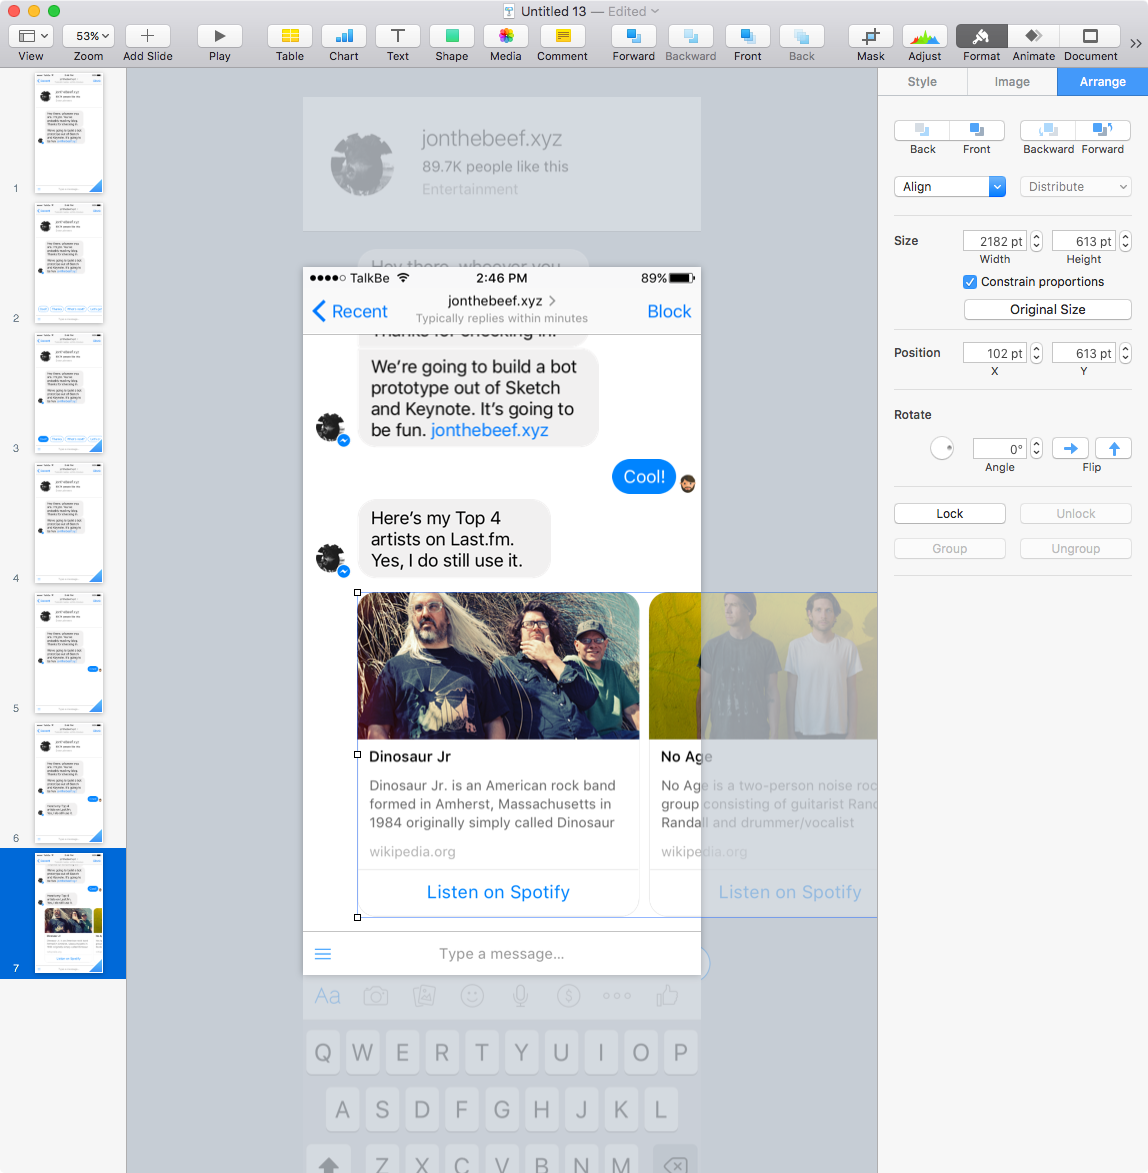 Untitled 13 — Edited
53%
View
Zoom
Add Slide
Play
Table
Chart
Text
Shape
Media
Comment
Forward
Backward
Front
Back
Mask
Adjust
Format
Animate
Document
Style
Image
Arrange
Back
Front
Backward
Forward
Align
Distribute
Size
2182 pt
613 pt
Width
Height
Constrain proportions
Original Size
Position
102 pt
613 pt
X
Y
Rotate
0°
Angle
Flip
Lock
Unlock
Group
Ungroup
1
2
3
4
5
6
7
jonthebeef.xyz
89.7K people like this
Entertainment
Hey there, whoever you
TalkBe
2:46 PM
89%
Recent
jonthebeef.xyz
Typically replies within minutes
Block
Thanks for checking in.
We’re going to build a bot
prototype out of Sketch
and Keynote. It’s going to
be fun. jonthebeef.xyz
Cool!
Here’s my Top 4
artists on Last.fm.
Yes, I do still use it.
Dinosaur Jr
Dinosaur Jr. is an American rock band
formed in Amherst, Massachusetts in
1984 originally simply called Dinosaur
wikipedia.org
Listen on Spotify
No Age
No Age is a two-person noise roc
group consisting of guitarist Rand
Randall and drummer/vocalist
wikipedia.org
Listen on Spotify
Type a message...
Aa
Q W E R T Y U I O P
A S D F G H J K L
Z X C V B N M